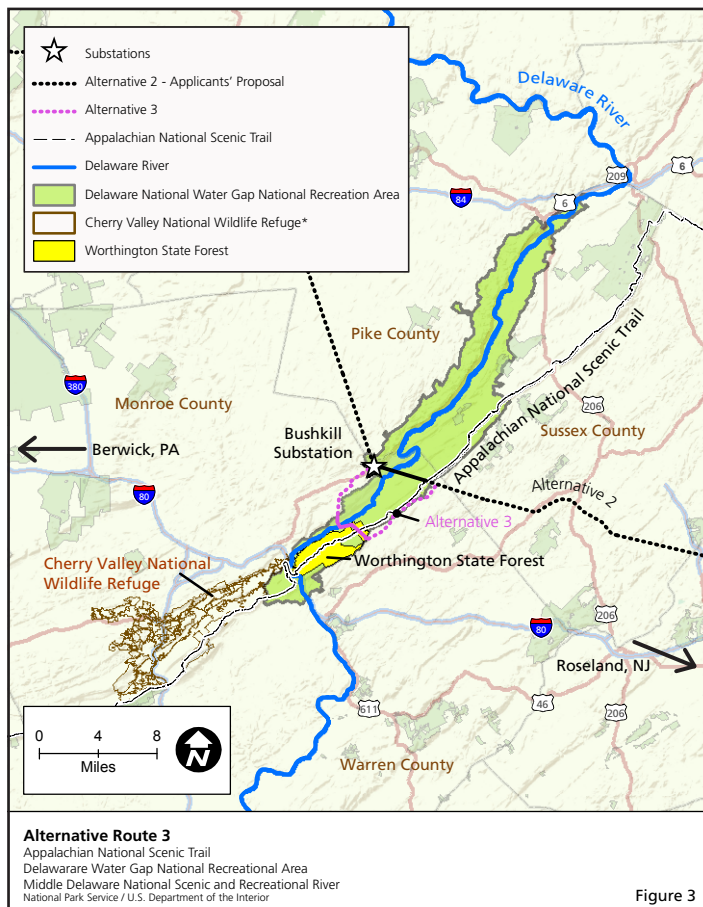 Substations
Alternative 2 - Applicants' Proposal
Alternative 3
Appalachian National Scenic Trail
Delaware River
Delaware National Water Gap National Recreation Area
Cherry Valley National Wildlife Refuge*
Worthington State Forest
Delaware River
6
209
6
84
Pike County
Appalachian National Scenic Trail
380
Monroe County
206
Sussex County
Bushkill
Substation
Berwick, PA
80
Alternative 2
Alternative 3
Cherry Valley National
Wildlife Refuge
Worthington State Forest
80
206
Roseland, NJ
46
611
206
0 4 8
Miles
N
Warren County
Alternative Route 3
Appalachian National Scenic Trail
Delawarare Water Gap National Recreational Area
Middle Delaware National Scenic and Recreational River
National Park Service / U.S. Department of the Interior
Figure 3